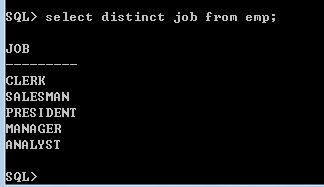 SQL> select distinct job from emp;
JOB
---------
CLERK
SALESMAN
PRESIDENT
MANAGER
ANALYST
SQL>